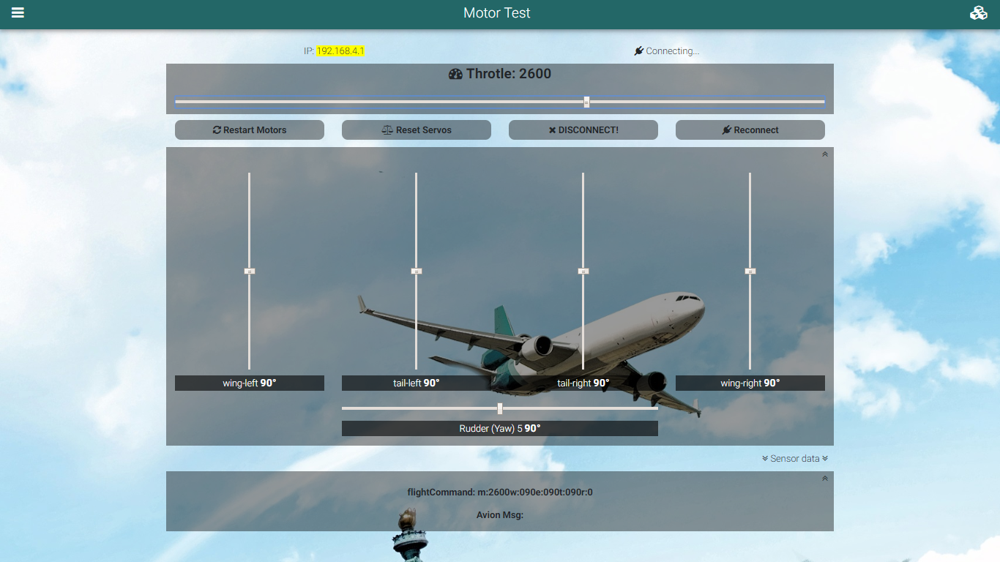 Motor Test
IP: 192.168.4.1
Connecting...
Throtle: 2600
Restart Motors
Reset Servos
DISCONNECT!
Reconnect
wing-left 90°
tail-left 90°
tail-right 90°
wing-right 90°
Rudder (Yaw) 5 90°
Sensor data
flightCommand: m:2600w:090e:090t:090r:0
Avion Msg: